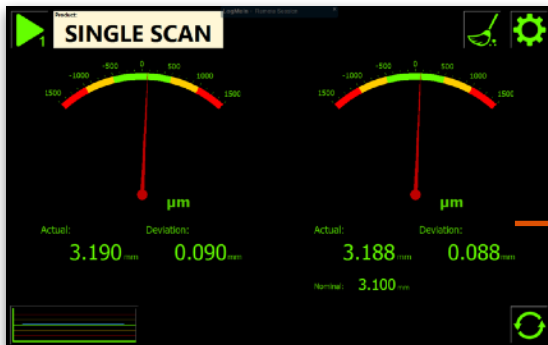 Product:
SINGLE SCAN
1
-500 0 500
-1000 1000
1500 1500
-500 0 500
-1000 1000
1500 1500
µm
µm
Actual: Deviation:
3.190 mm 0.090 mm
Actual: Deviation:
3.188 mm 0.088 mm
Nominal: 3.100 mm